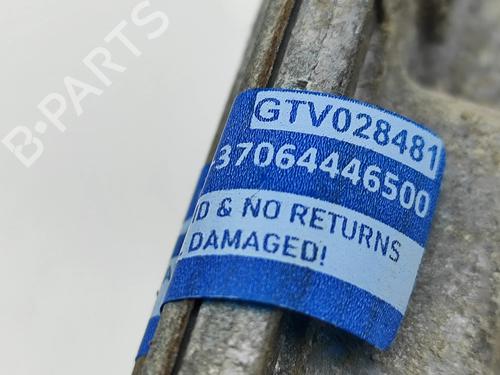 B-PARTS
GTV028481
37064446500
D & NO RETURNS
DAMAGED!